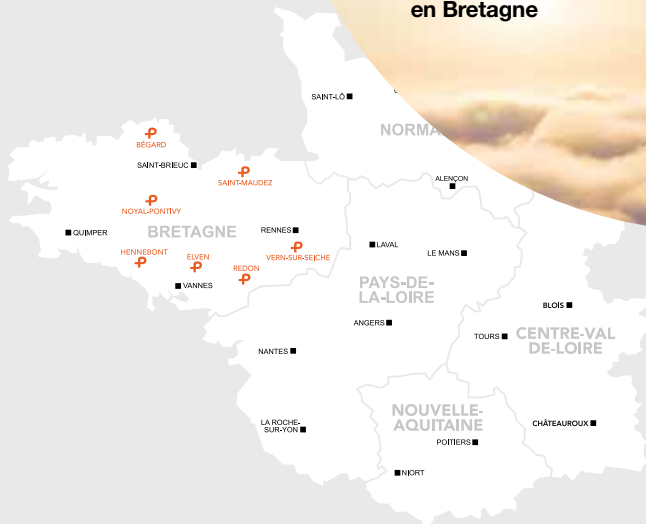 en Bretagne
SAINT-LÔ
NORMA
BÉGARD
SAINT-BRIEUC
SAINT-MAUDEZ
ALENÇON
NOYAL-PONTIVY
QUIMPER
BRETAGNE
RENNES
LAVAL
LE MANS
HENNEBONT
ELVEN
REDON
VERN-SUR-SEICHE
VANNES
PAYS-DE-
LA-LOIRE
BLOIS
ANGERS
TOURS
CENTRE-VAL
DE-LOIRE
NANTES
NOUVELLE-
AQUITAINE
LA ROCHE-
SUR-YON
POITIERS
CHÂTEAUROUX
NIORT